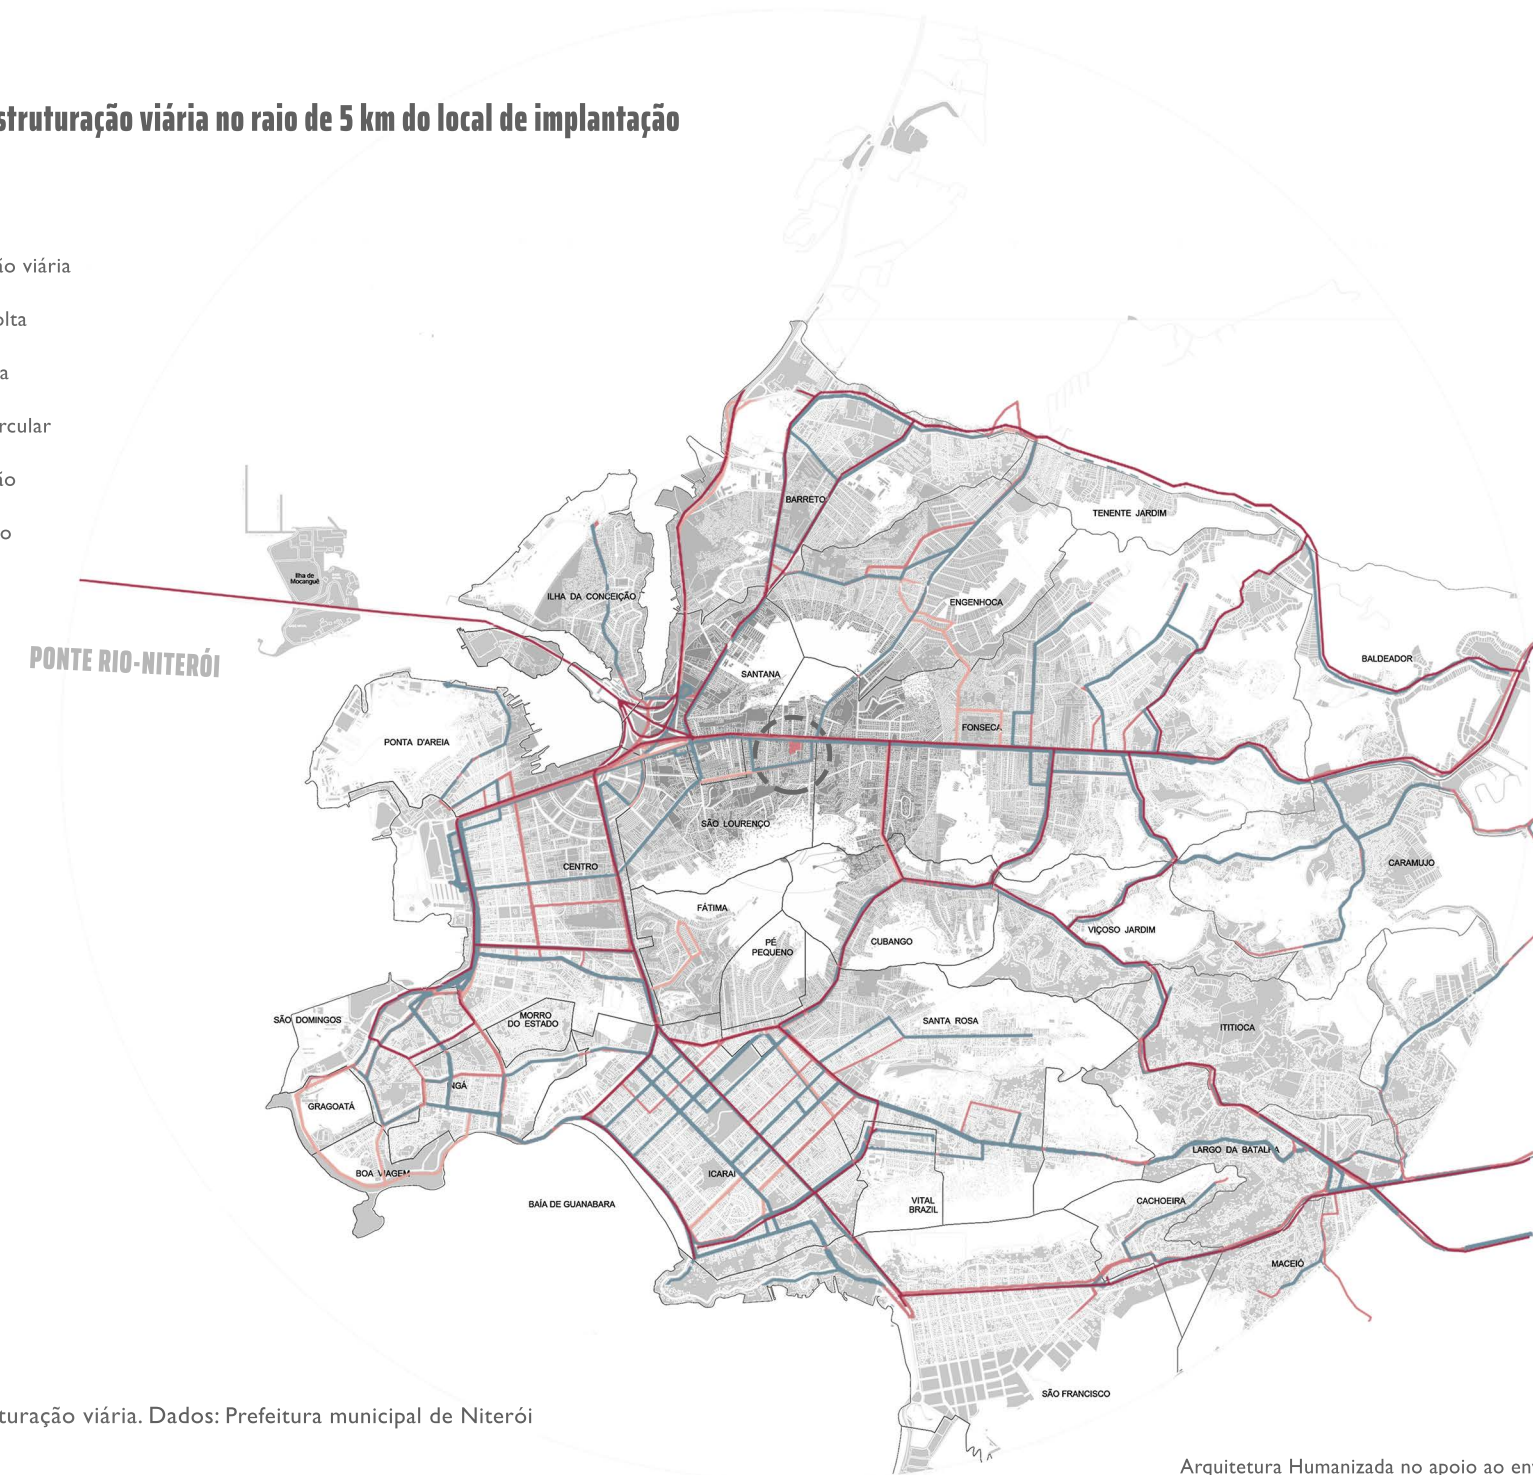 struturação viária no raio de 5 km do local de implantação
ão viária
olta
a
rcular
ão
o
BARRETO
TENENTE JARDIM
Ilha de
Mocanguê
ILHA DA CONCEIÇÃO
ENGENHOCA
PONTE RIO-NITERÓI
SANTANA
BALDEADOR
FONSECA
PONTA D'AREIA
SÃO LOURENÇO
CENTRO
CARAMUJO
FÁTIMA
PÉ
PEQUENO
CUBANGO
VIÇOSO JARDIM
SÃO DOMINGOS
MORRO
DO ESTADO
SANTA ROSA
ITITIOCA
INGÁ
GRAGOATÁ
BOA VIAGEM
ICARAI
LARGO DA BATALHA
BAÍA DE GUANABARA
VITAL
BRAZIL
CACHOEIRA
MACEIÓ
SÃO FRANCISCO
turação viária. Dados: Prefeitura municipal de Niterói
Arquitetura Humanizada no apoio ao en